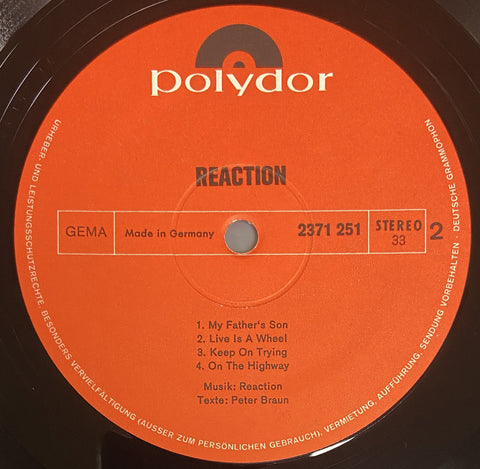 polydor
REACTION
GEMA
Made in Germany
2371 251
STEREO
33
2
1. My Father's Son
2. Live Is A Wheel
3. Keep On Trying
4. On The Highway
Musik: Reaction
Texte: Peter Braun
URHEBER- UND LEISTUNGSSCHUTZRECHTE, BESONDERS VERVIELFÄLTIGUNG (AUSSER ZUM PERSÖNLICHEN GEBRAUCH), VERMIETUNG, AUFFÜHRUNG, SENDUNG VORBEHALTEN · DEUTSCHE GRAMMOPHON